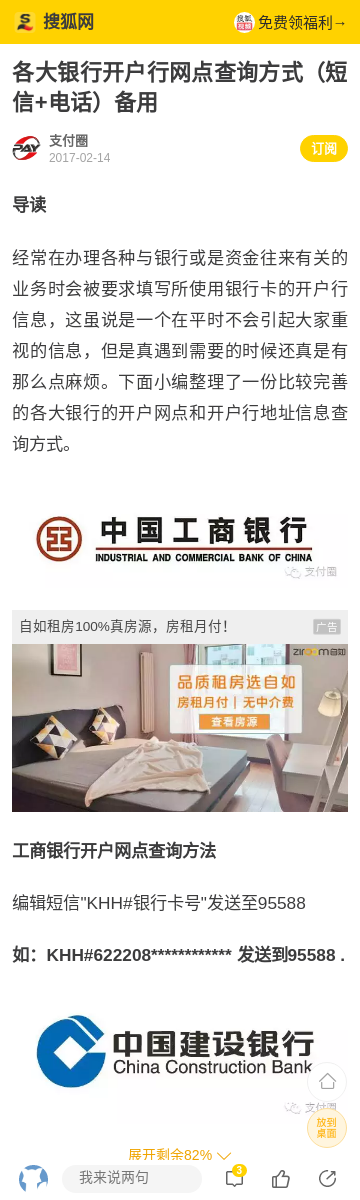 搜狐网
搜狐视频
免费领福利→
各大银行开户行网点查询方式（短
信+电话）备用
PAY
支付圈
2017-02-14
订阅
导读
经常在办理各种与银行或是资金往来有关的
业务时会被要求填写所使用银行卡的开户行
信息，这虽说是一个在平时不会引起大家重
视的信息，但是真遇到需要的时候还真是有
那么点麻烦。下面小编整理了一份比较完善
的各大银行的开户网点和开户行地址信息查
询方式。
中国工商银行
INDUSTRIAL AND COMMERCIAL BANK OF CHINA
支付圈
自如租房100%真房源，房租月付！
广告
ziroom自如
品质租房选自如
房租月付 | 无中介费
查看房源
工商银行开户网点查询方法
编辑短信"KHH#银行卡号"发送至95588
如：KHH#622208************ 发送到95588 .
中国建设银行
China Construction Bank
支付圈
放到
桌面
展开剩余82%
我来说两句
3